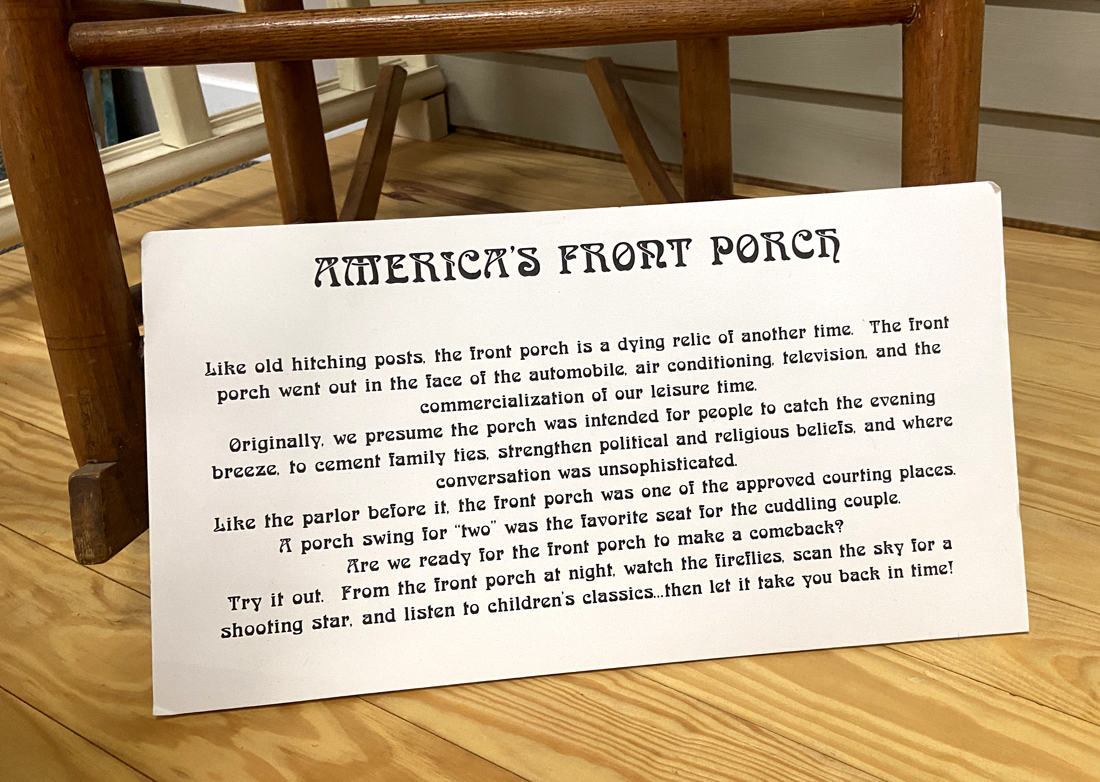 AMERICA'S FRONT PORCH
Like old hitching posts, the front porch is a dying relic of another time. The front
porch went out in the face of the automobile, air conditioning, television, and the
commercialization of our leisure time.
Originally, we presume the porch was intended for people to catch the evening
breeze, to cement family ties, strengthen political and religious beliefs, and where
conversation was unsophisticated.
Like the parlor before it, the front porch was one of the approved courting places.
A porch swing for "two" was the favorite seat for the cuddling couple.
Are we ready for the front porch to make a comeback?
Try it out. From the front porch at night, watch the fireflies, scan the sky for a
shooting star, and listen to children's classics...then let it take you back in time!